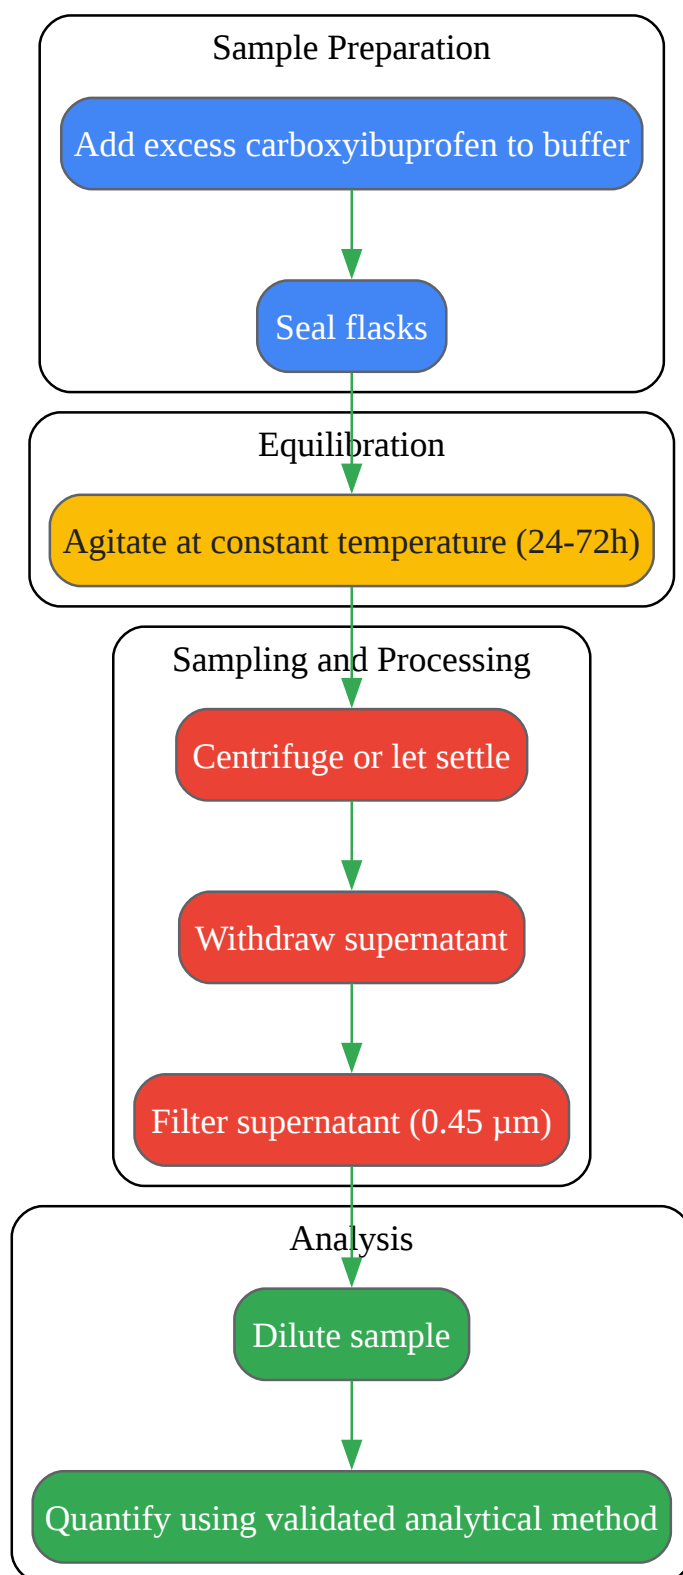 Sample Preparation
Add excess carboxyibuprofen to buffer
Seal flasks
Equilibration
Agitate at constant temperature (24-72h)
Sampling and Processing
Centrifuge or let settle
Withdraw supernatant
Filter supernatant (0.45 µm)
Analysis
Dilute sample
Quantify using validated analytical method